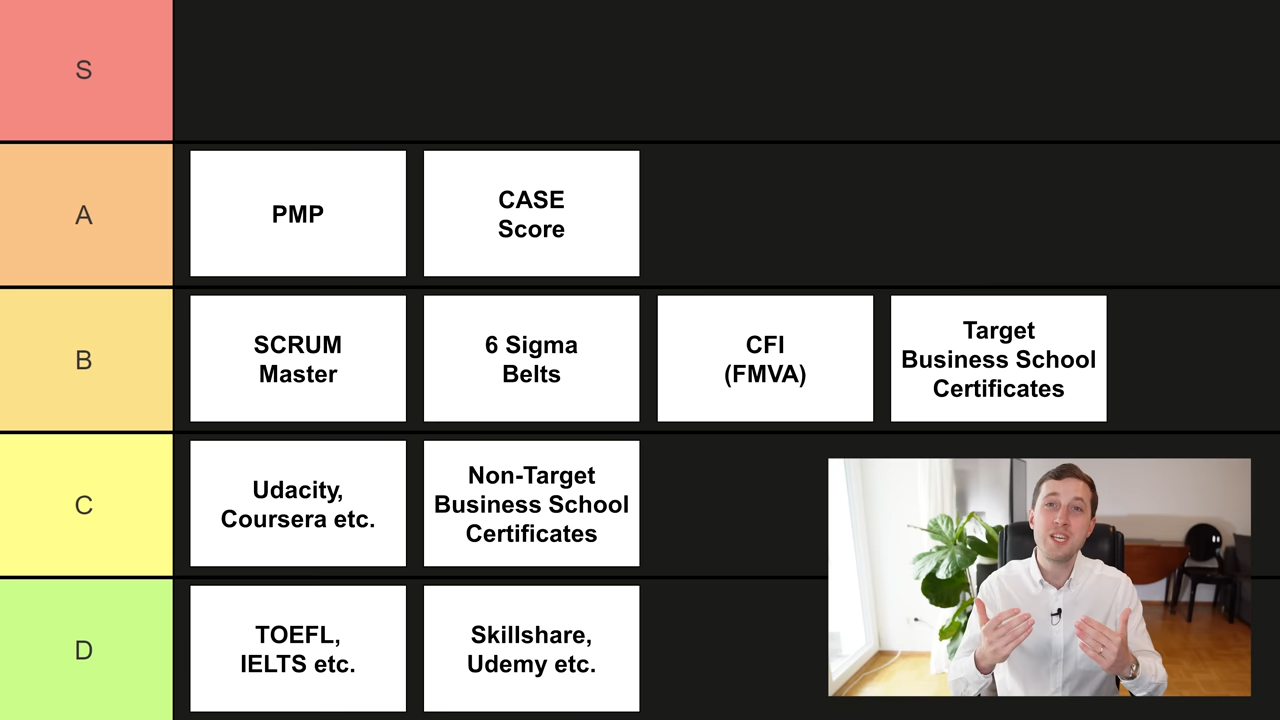 S
A
PMP
CASE
Score
B
SCRUM
Master
6 Sigma
Belts
CFI
(FMVA)
Target
Business School
Certificates
C
Udacity,
Coursera etc.
Non-Target
Business School
Certificates
D
TOEFL,
IELTS etc.
Skillshare,
Udemy etc.